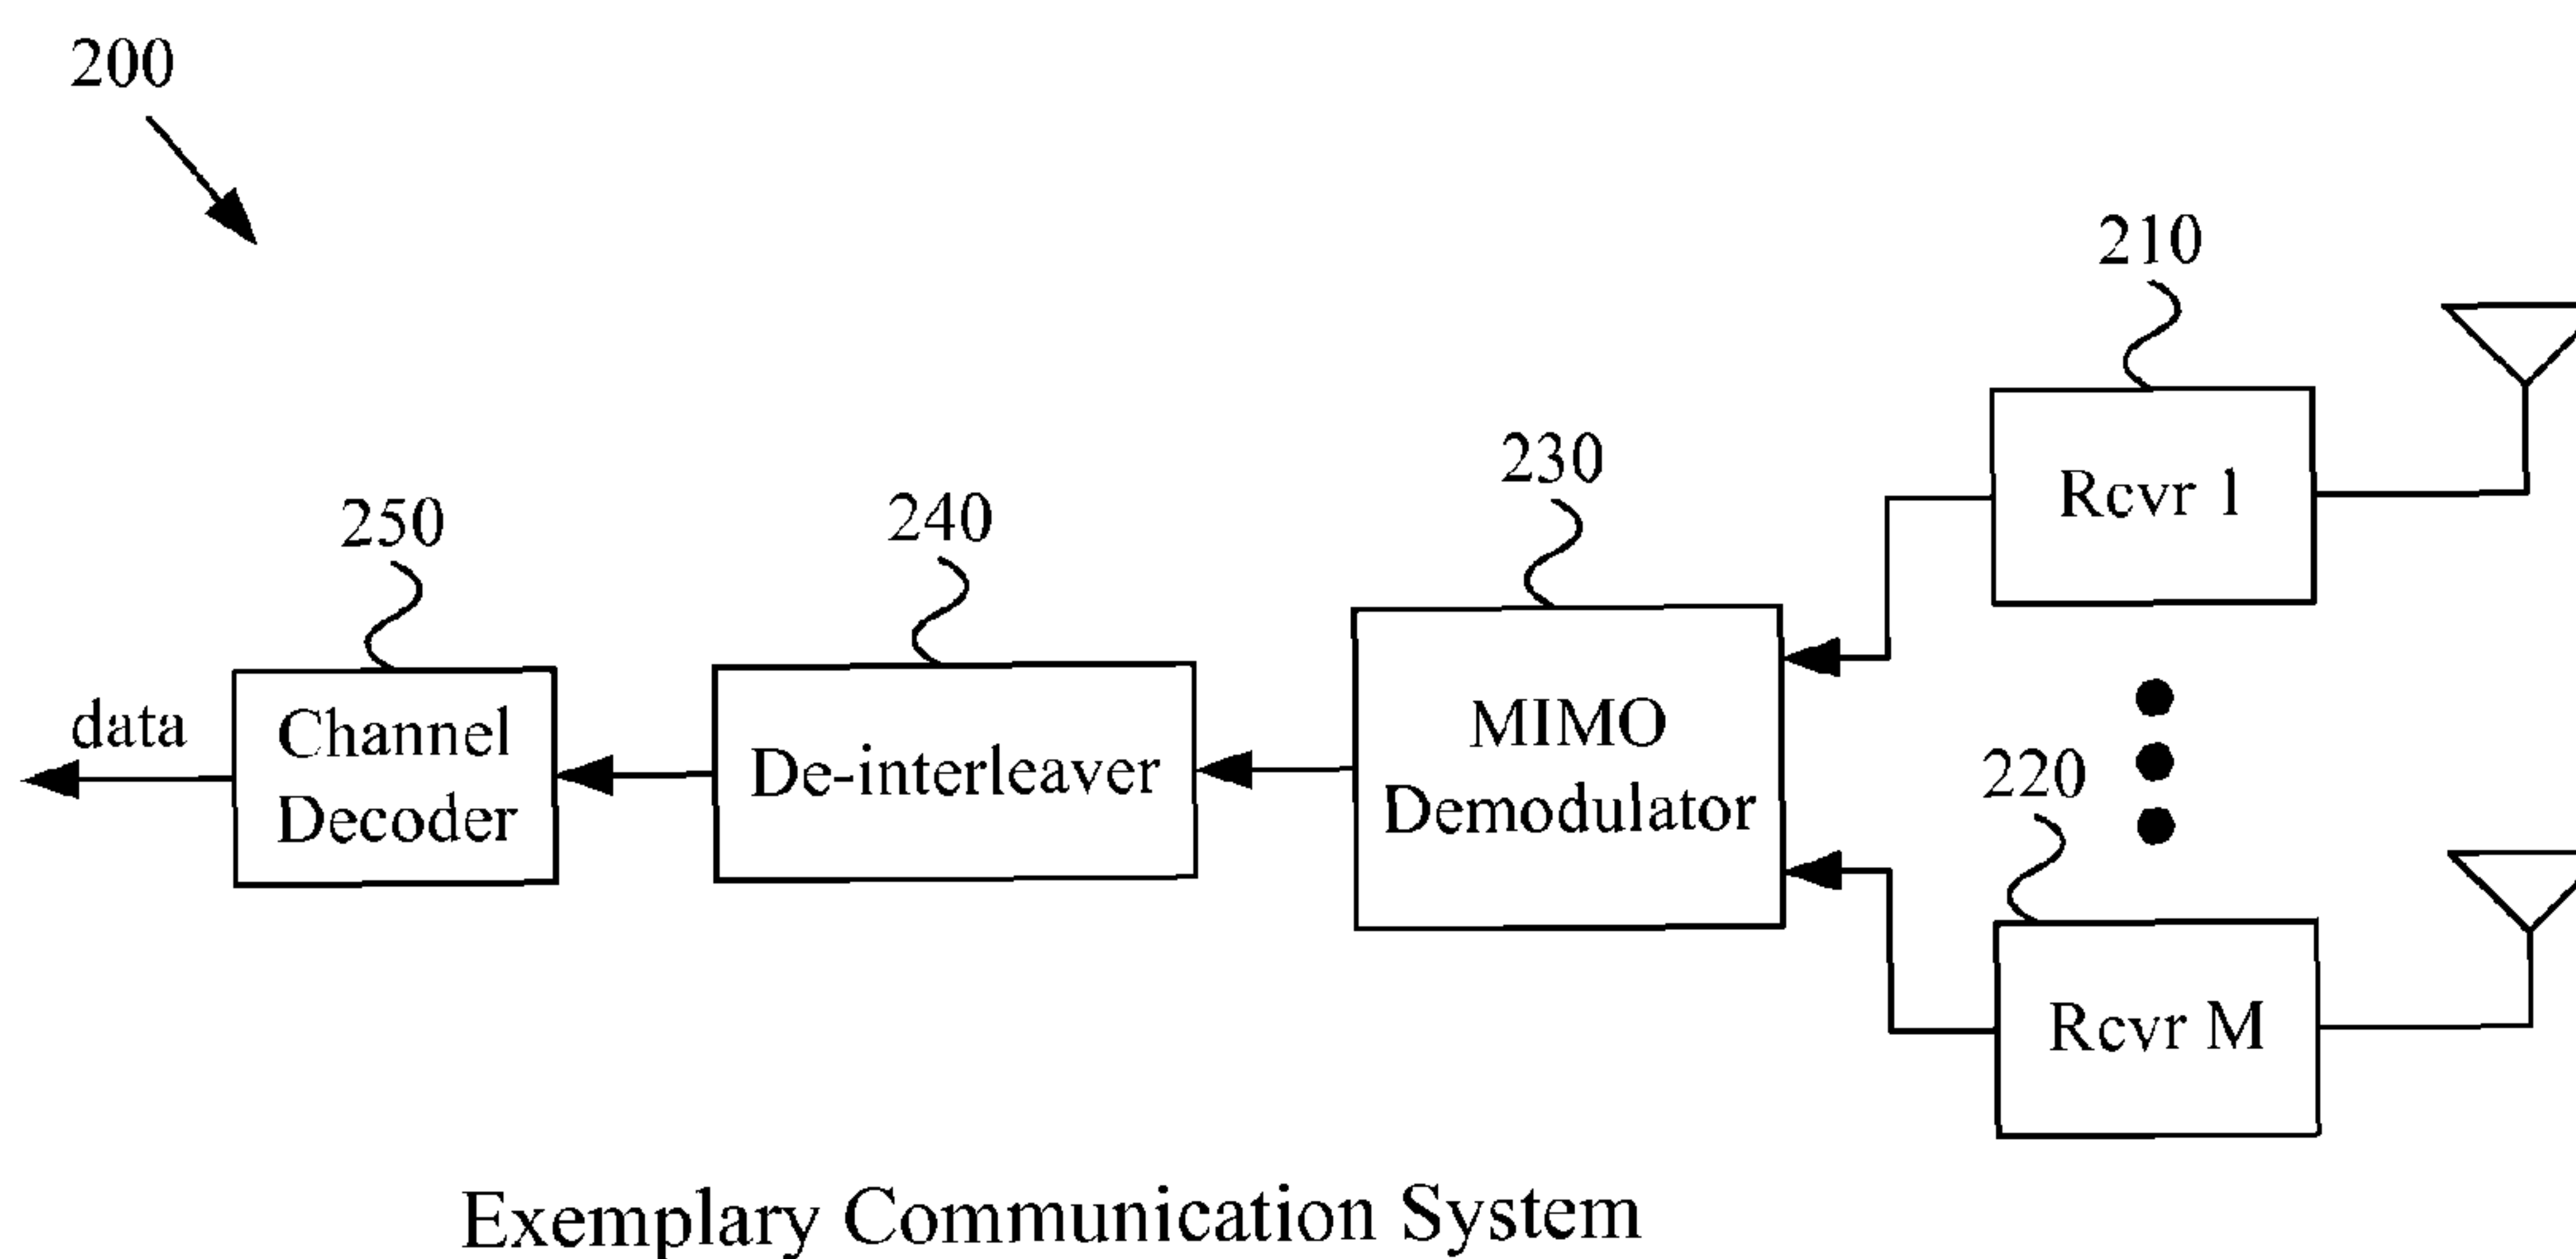 200
210
Rcvr 1
230
250
240
MIMO
Demodulator
De-interleaver
Channel
Decoder
data
220
Rcvr M
Exemplary Communication System